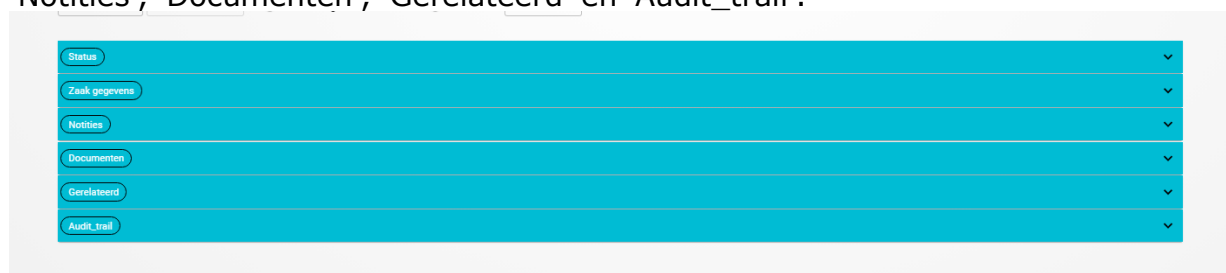 'Notities', 'Documenten', 'Gerelateerd' en 'Audit_trail'.
Status
Zaak gegevens
Notities
Documenten
Gerelateerd
Audit_trail